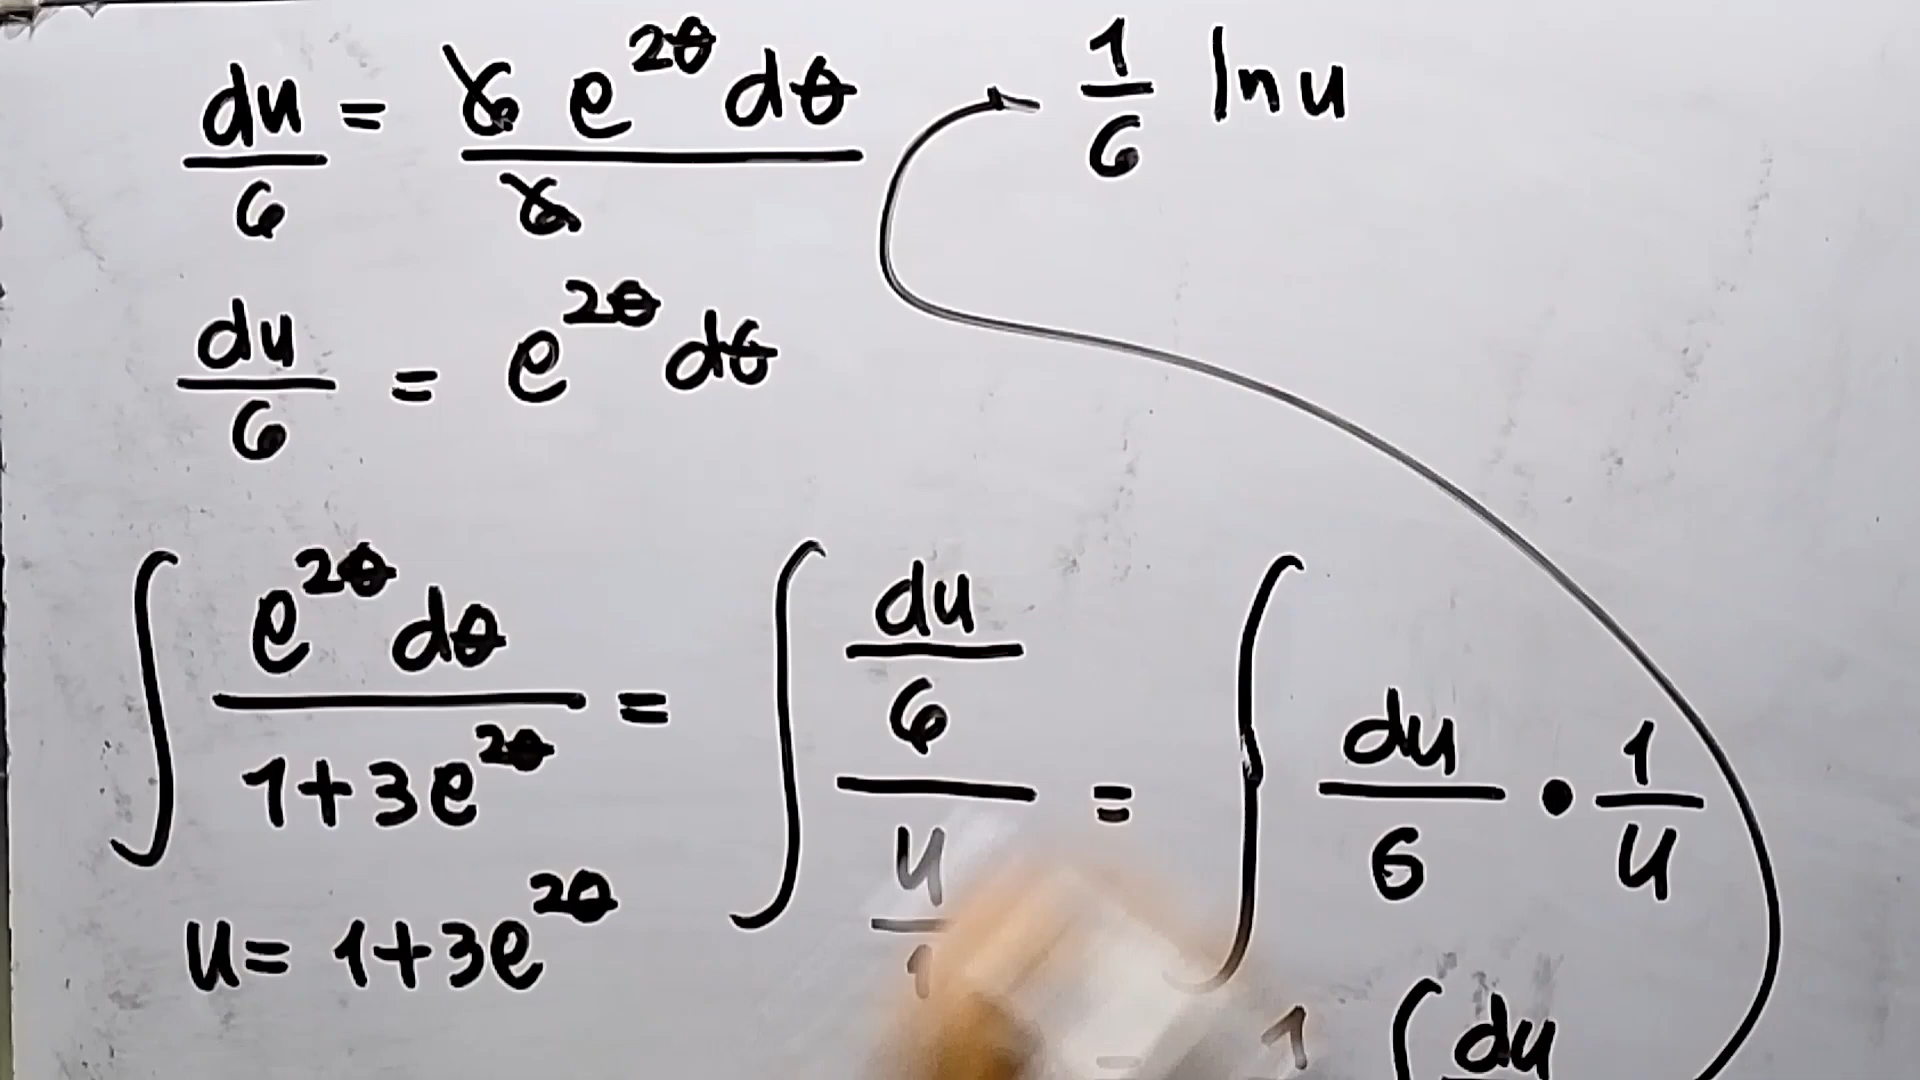 du/6 = 6 e^2θ dθ / 6
1/6 ln u
du/6 = e^2θ dθ
∫ e^2θ dθ / 1+3e^2θ = ∫ du/6 / u/1 = ∫ du/6 • 1/u
u = 1+3e^2θ
= 1 ∫ du